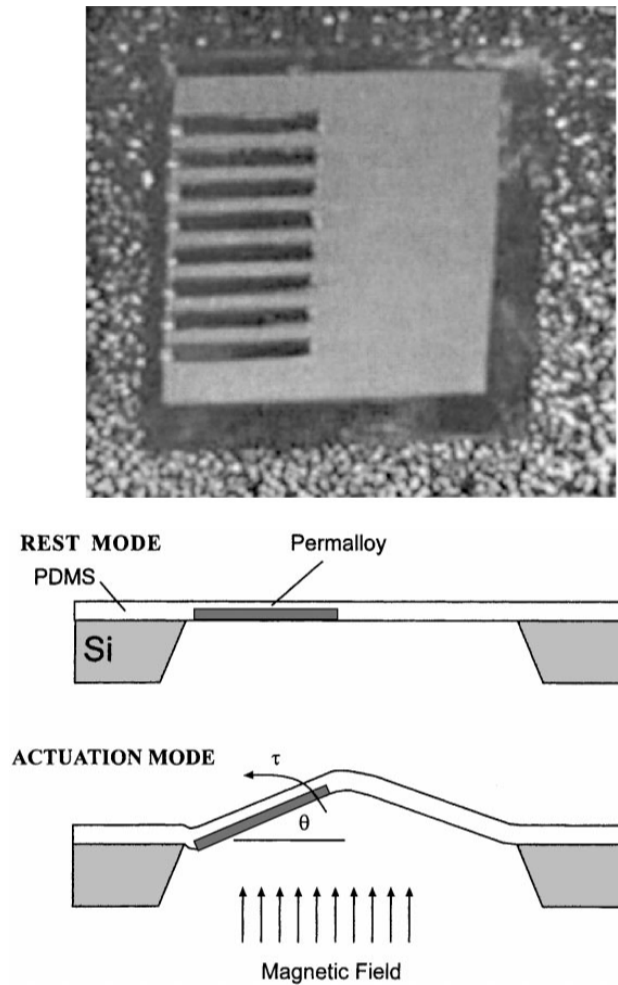 REST MODE
Permalloy
PDMS
Si
ACTUATION MODE
τ
θ
Magnetic Field